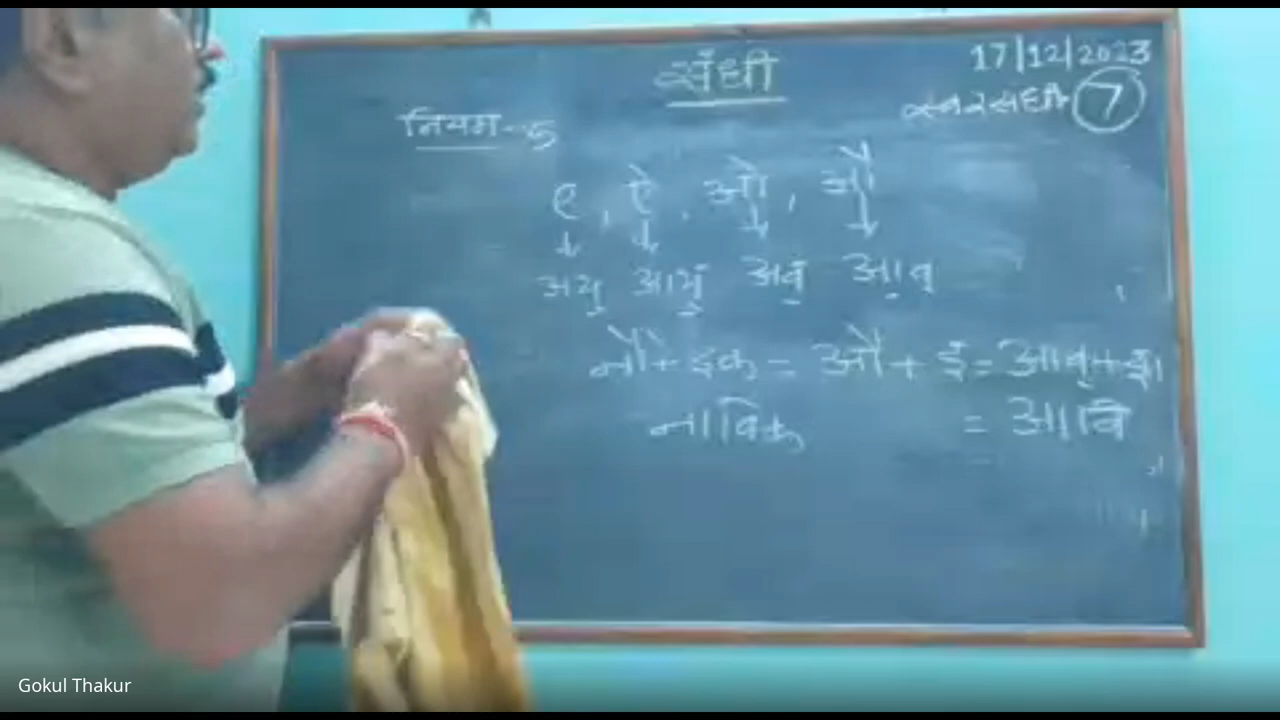 संधी
17/12/2023
स्वरसंधी 7
नियम-5
ए, ऐ, ओ, औ
↓ ↓ ↓ ↓
अय् आय् अव् आव्
नौ + इक = औ + इ = आव् + इ
नाविक = आवि
Gokul Thakur